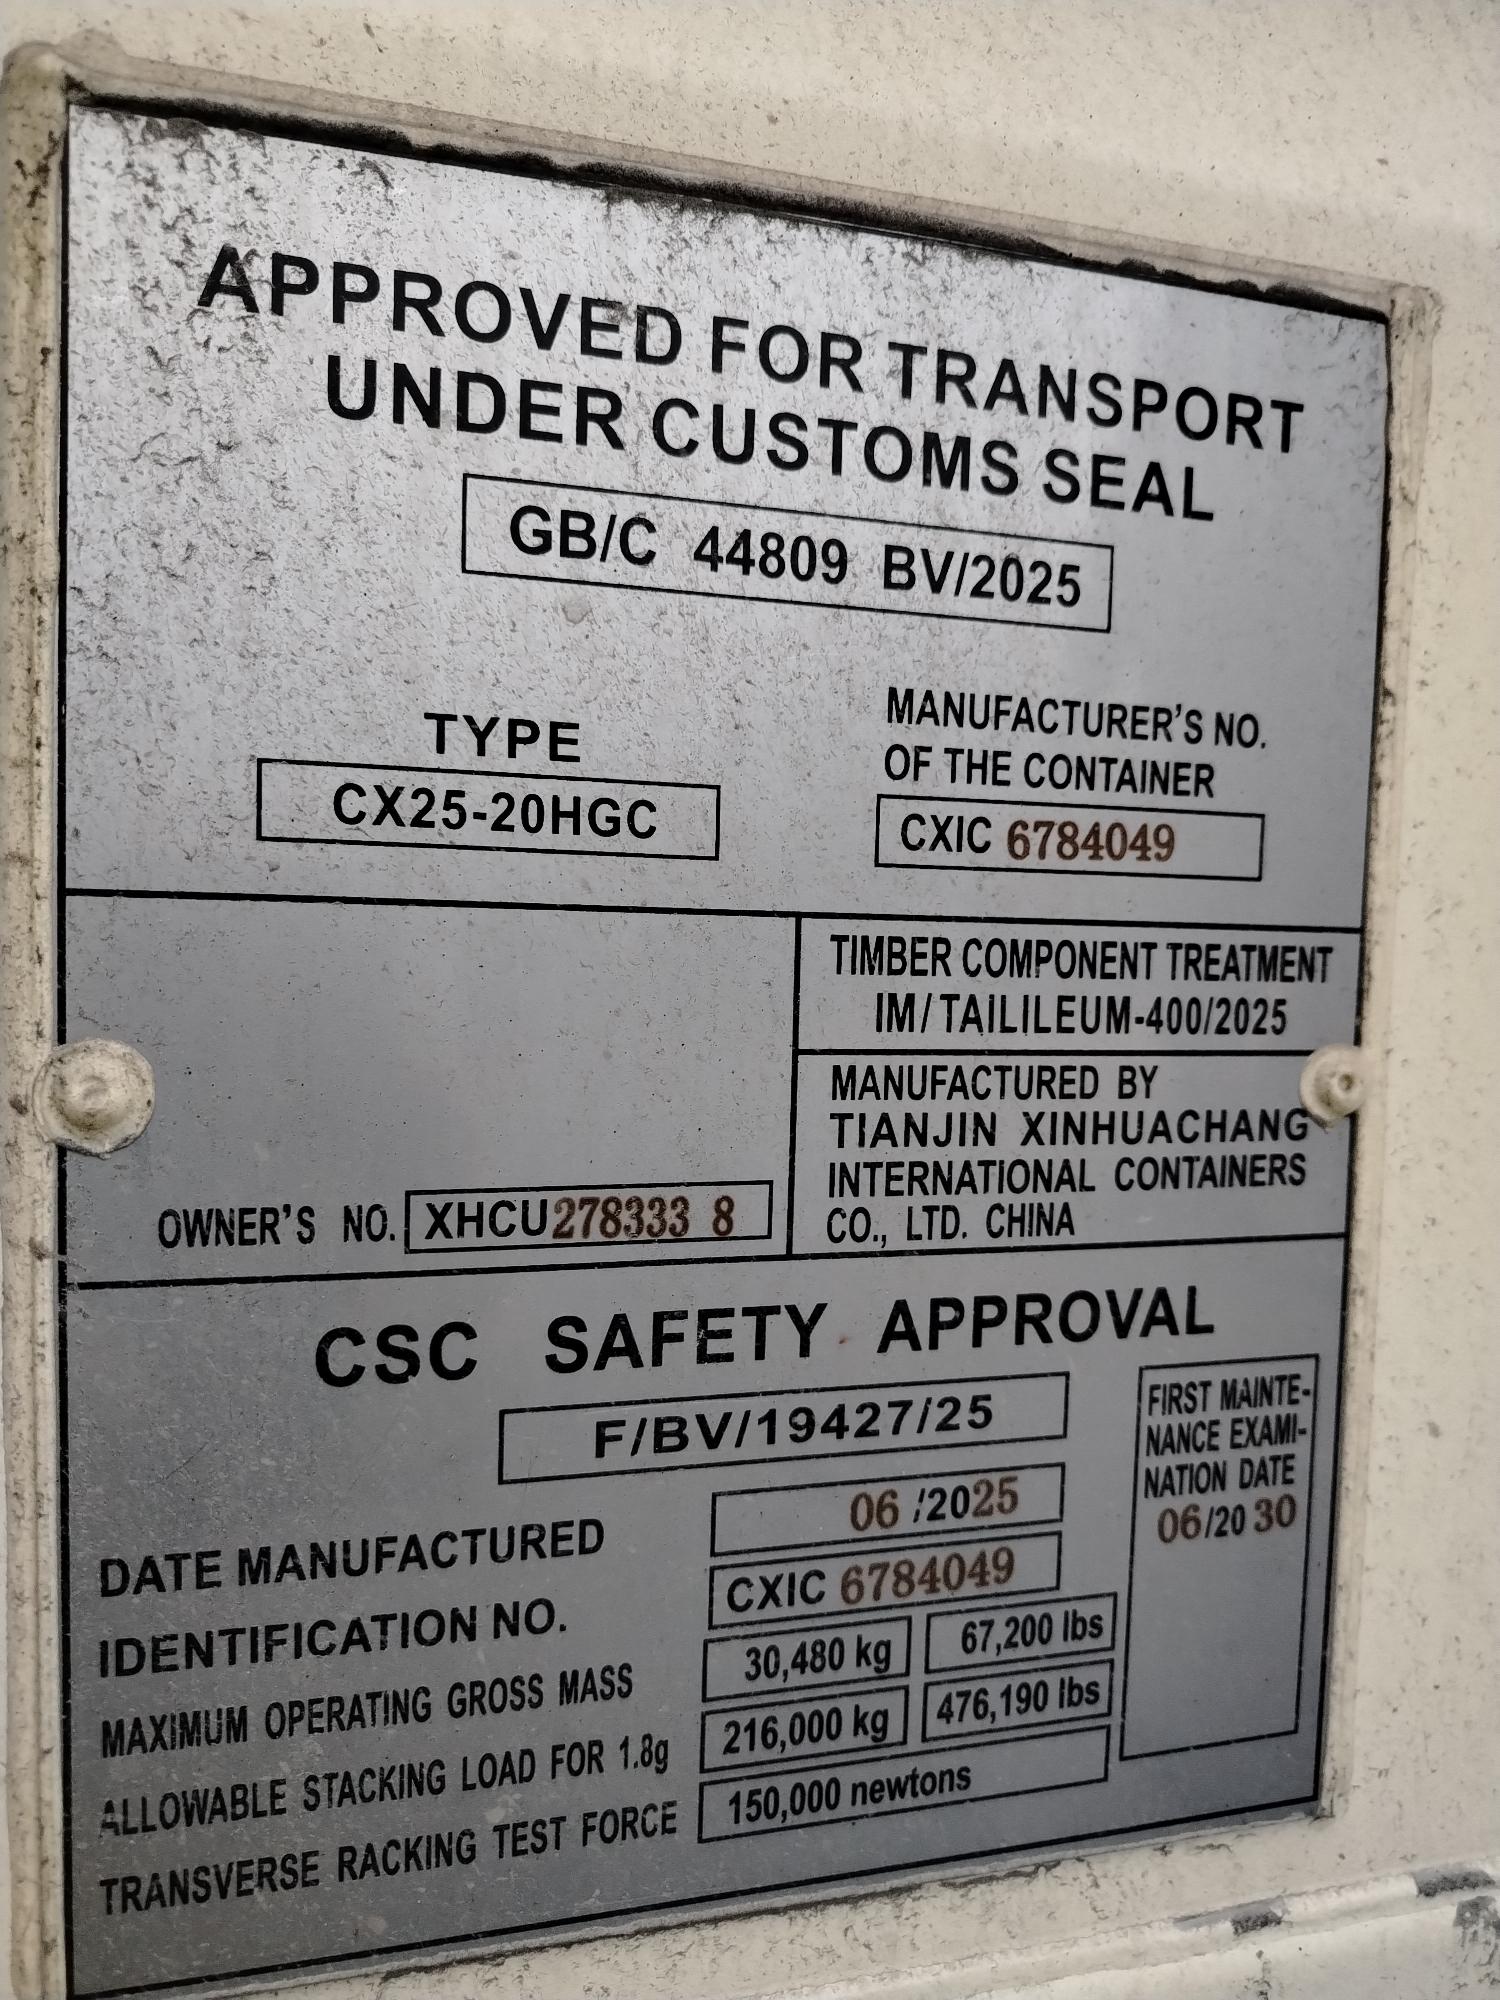 APPROVED FOR TRANSPORT
UNDER CUSTOMS SEAL
GB/C 44809 BV/2025
TYPE
CX25-20HGC
MANUFACTURER'S NO.
OF THE CONTAINER
CXIC 6784049
TIMBER COMPONENT TREATMENT
IM/TAILILEUM-400/2025
MANUFACTURED BY
TIANJIN XINHUACHANG
INTERNATIONAL CONTAINERS
CO., LTD. CHINA
OWNER'S NO. XHCU278333 8
CSC SAFETY APPROVAL
F/BV/19427/25
FIRST MAINTE-
NANCE EXAMI-
NATION DATE
06/2030
DATE MANUFACTURED 06/2025
IDENTIFICATION NO. CXIC 6784049
MAXIMUM OPERATING GROSS MASS 30,480 kg 67,200 lbs
ALLOWABLE STACKING LOAD FOR 1.8g 216,000 kg 476,190 lbs
TRANSVERSE RACKING TEST FORCE 150,000 newtons